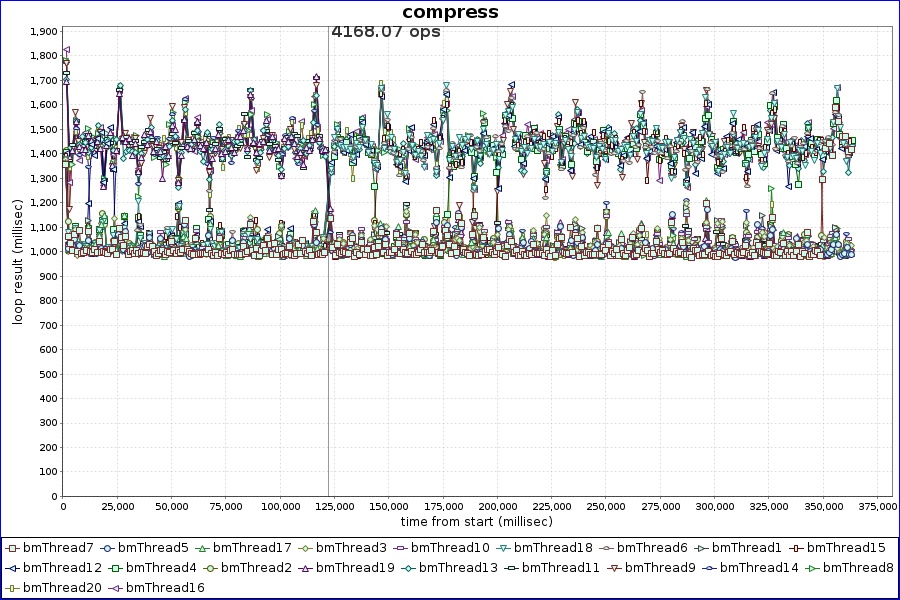 compress
4168.07 ops
loop result (millisec)
1,900
1,800
1,700
1,600
1,500
1,400
1,300
1,200
1,100
1,000
900
800
700
600
500
400
300
200
100
0
0 25,000 50,000 75,000 100,000 125,000 150,000 175,000 200,000 225,000 250,000 275,000 300,000 325,000 350,000 375,000
time from start (millisec)
bmThread7 bmThread5 bmThread17 bmThread3 bmThread10 bmThread18 bmThread6 bmThread1 bmThread15
bmThread12 bmThread4 bmThread2 bmThread19 bmThread13 bmThread11 bmThread9 bmThread14 bmThread8
bmThread20 bmThread16